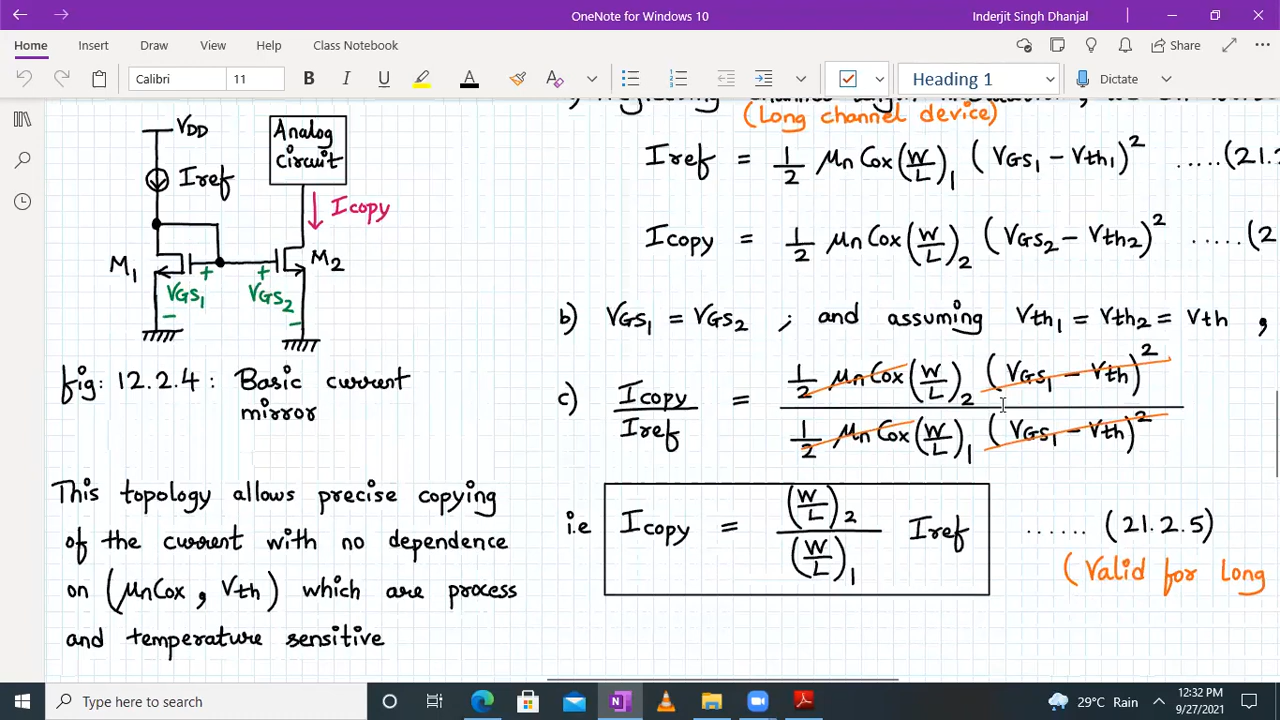 OneNote for Windows 10
Inderjit Singh Dhanjal
Home Insert Draw View Help Class Notebook Share
Calibri 11 B I U A Heading 1 Dictate
VDD
Iref
Analog
Circuit
Icopy
M1
M2
+ +
VGS1 VGS2
- -
fig: 12.2.4 : Basic current
mirror
This topology allows precise copying
of the current with no dependence
on (μnCox , Vth) which are process
and temperature sensitive
(Long channel device)
Iref = 1/2 μnCox (W/L)1 (VGS1 - Vth1)^2 .....(21.2
Icopy = 1/2 μnCox (W/L)2 (VGS2 - Vth2)^2 .....(2
b) VGS1 = VGS2 ; and assuming Vth1 = Vth2 = Vth ,
c) Icopy/Iref = 1/2 μnCox (W/L)2 (VGS1 - Vth)^2 / 1/2 μnCox (W/L)1 (VGS1 - Vth)^2
i.e Icopy = (W/L)2 / (W/L)1 Iref ...... (21.2.5)
(Valid for Long
Type here to search
29°C Rain
12:32 PM
9/27/2021